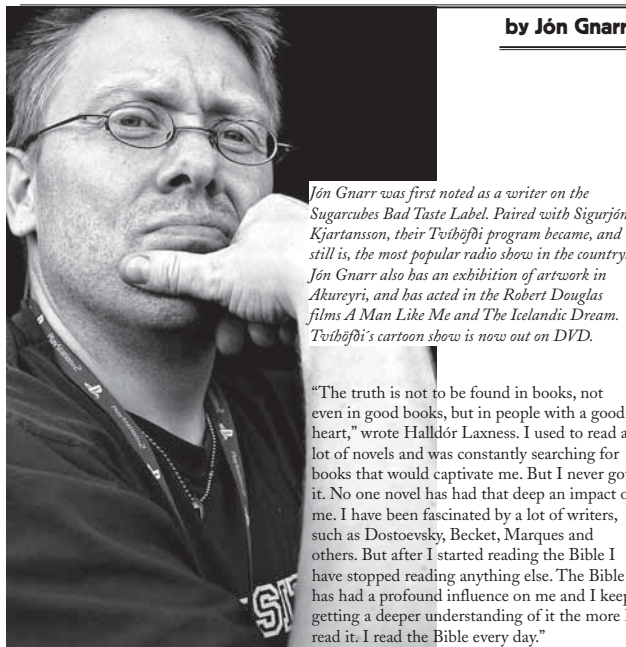 by Jón Gnarr
Jón Gnarr was first noted as a writer on the
Sugarcubes Bad Taste Label. Paired with Sigurjón
Kjartansson, their Tvíhöfði program became, and
still is, the most popular radio show in the country.
Jón Gnarr also has an exhibition of artwork in
Akureyri, and has acted in the Robert Douglas
films A Man Like Me and The Icelandic Dream.
Tvíhöfði´s cartoon show is now out on DVD.
“The truth is not to be found in books, not
even in good books, but in people with a good
heart,” wrote Halldór Laxness. I used to read a
lot of novels and was constantly searching for
books that would captivate me. But I never got
it. No one novel has had that deep an impact o
me. I have been fascinated by a lot of writers,
such as Dostoevsky, Becket, Marques and
others. But after I started reading the Bible I
have stopped reading anything else. The Bible
has had a profound influence on me and I keep
getting a deeper understanding of it the more I
read it. I read the Bible every day.”
PlayStation.2